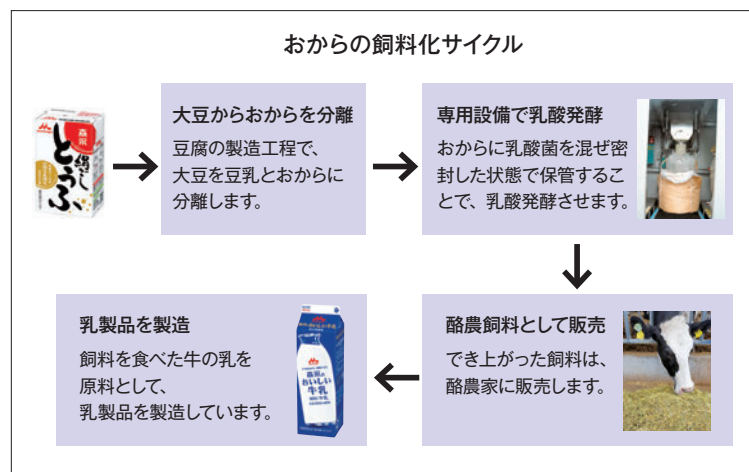 おからの飼料化サイクル
森永
絹ごし
とうふ
大豆からおからを分離
豆腐の製造工程で、
大豆を豆乳とおからに
分離します。
専用設備で乳酸発酵
おからに乳酸菌を混ぜ密
封した状態で保管するこ
とで、乳酸発酵させます。
乳製品を製造
飼料を食べた牛の乳を
原料として、
乳製品を製造しています。
森永の
おいしい
牛乳
酪農飼料として販売
でき上がった飼料は、
酪農家に販売します。